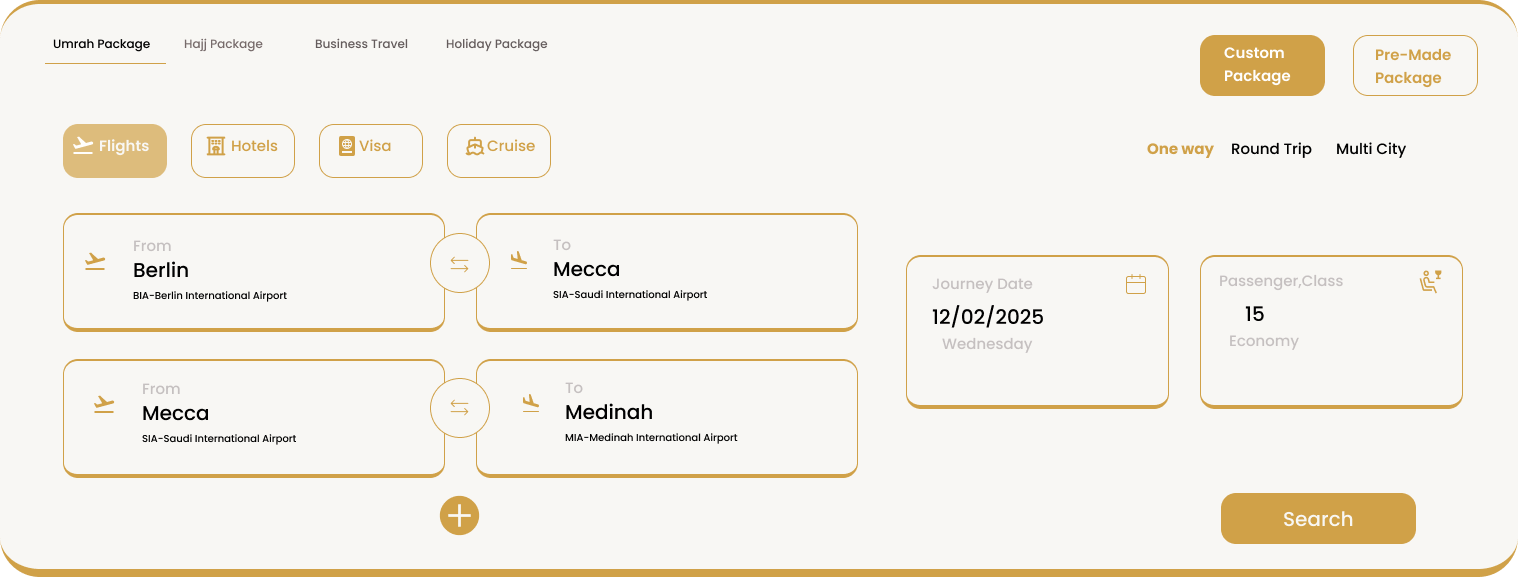 Umrah Package
Hajj Package
Business Travel
Holiday Package
Custom
Package
Pre-Made
Package
Flights
Hotels
Visa
Cruise
One way
Round Trip
Multi City
From
Berlin
BIA-Berlin International Airport
To
Mecca
SIA-Saudi International Airport
Journey Date
12/02/2025
Wednesday
Passenger,Class
15
Economy
From
Mecca
SIA-Saudi International Airport
To
Medinah
MIA-Medinah International Airport
Search